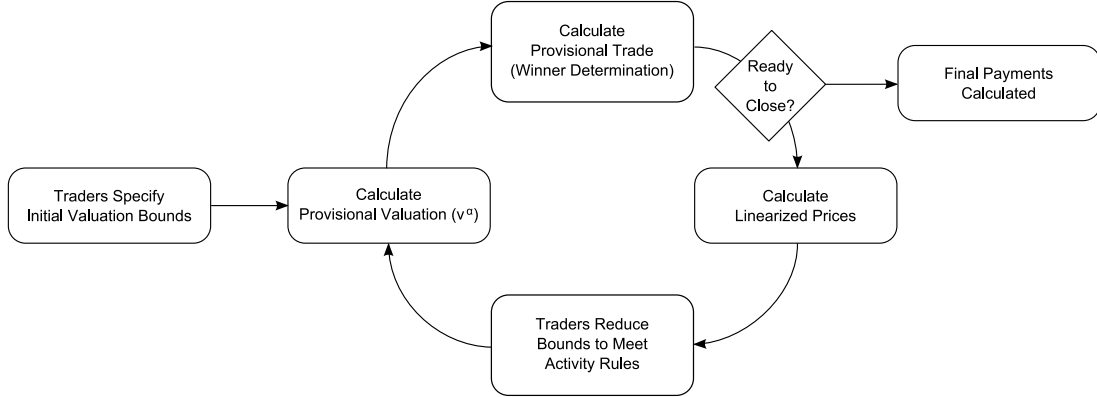 Calculate
Provisional Trade
(Winner Determination)
Ready
to
Close?
Final Payments
Calculated
Traders Specify
Initial Valuation Bounds
Calculate
Provisional Valuation (vᵅ)
Calculate
Linearized Prices
Traders Reduce
Bounds to Meet
Activity Rules